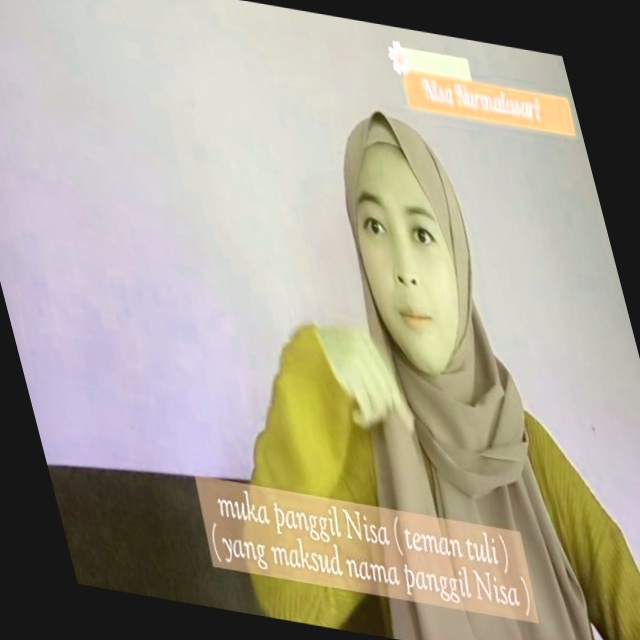 Nisa Nurmalasari
muka panggil Nisa ( teman tuli )
( yang maksud nama panggil Nisa )